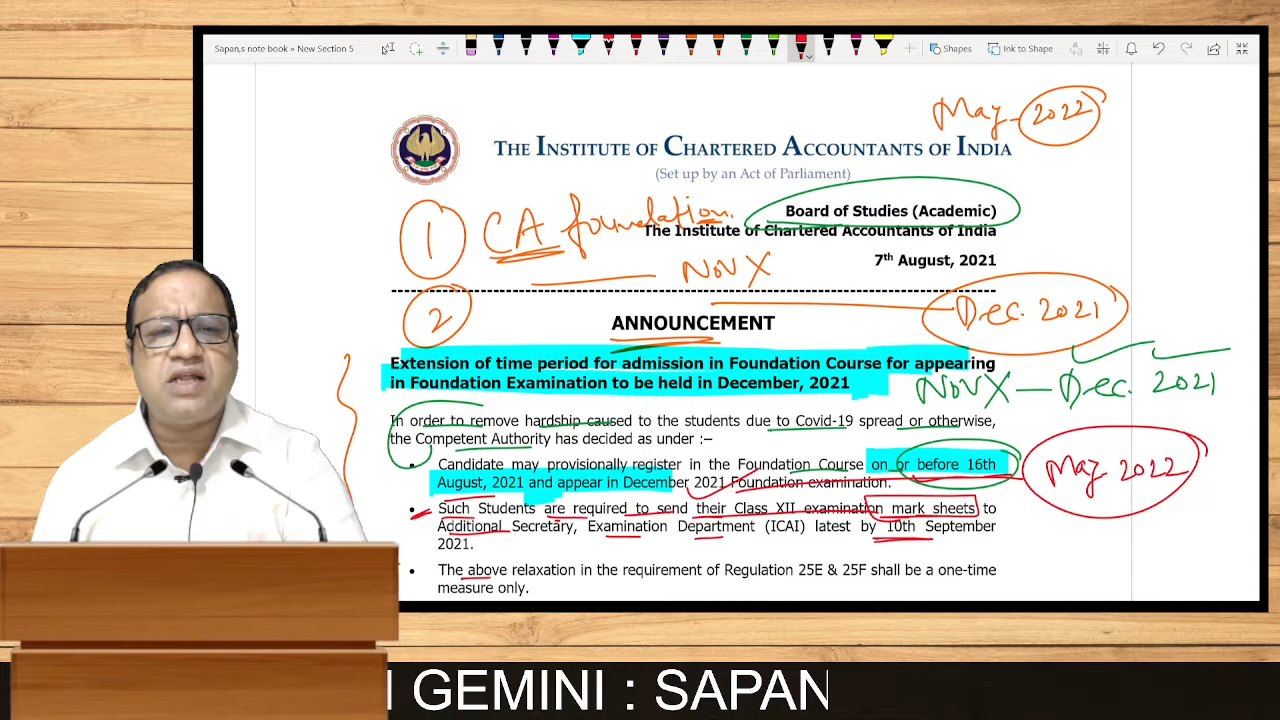 Sapan,s note book » New Section 5
Shapes
Ink to Shape
May - 2022
THE INSTITUTE OF CHARTERED ACCOUNTANTS OF INDIA
(Set up by an Act of Parliament)
1 CA foundation.
Board of Studies (Academic)
The Institute of Chartered Accountants of India
Nov X
7th August, 2021
2
Dec. 2021
ANNOUNCEMENT
Extension of time period for admission in Foundation Course for appearing
in Foundation Examination to be held in December, 2021
Nov X — Dec. 2021
In order to remove hardship caused to the students due to Covid-19 spread or otherwise,
the Competent Authority has decided as under :–
• Candidate may provisionally register in the Foundation Course on or before 16th
August, 2021 and appear in December 2021 Foundation examination.
May 2022
• Such Students are required to send their Class XII examination mark sheets to
Additional Secretary, Examination Department (ICAI) latest by 10th September
2021.
• The above relaxation in the requirement of Regulation 25E & 25F shall be a one-time
measure only.
GEMINI : SAPAN